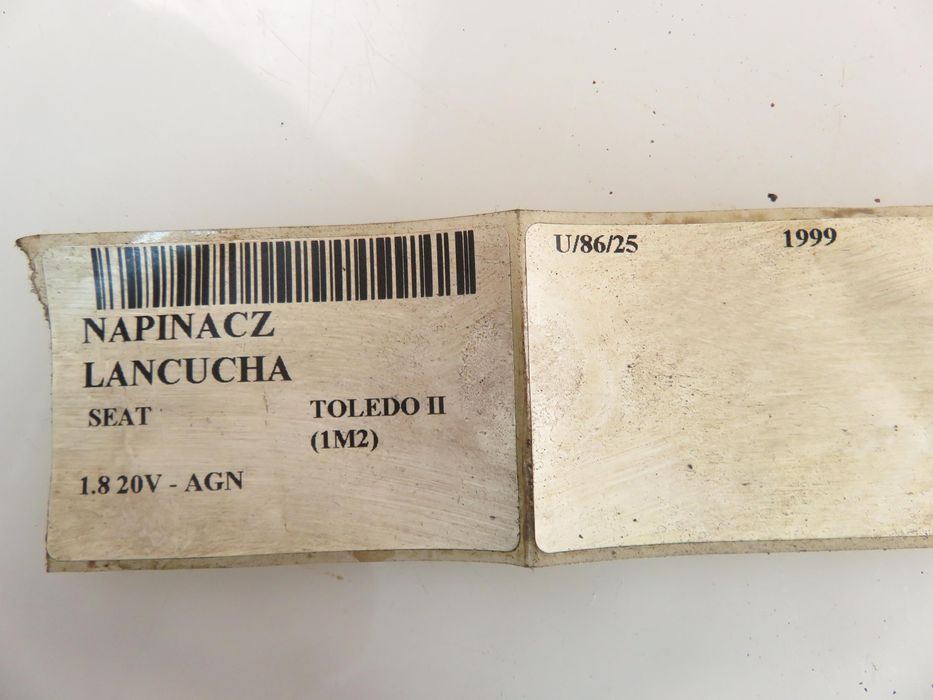 NAPINACZ
LANCUCHA
SEAT TOLEDO II
(1M2)
1.8 20V - AGN
U/86/25 1999